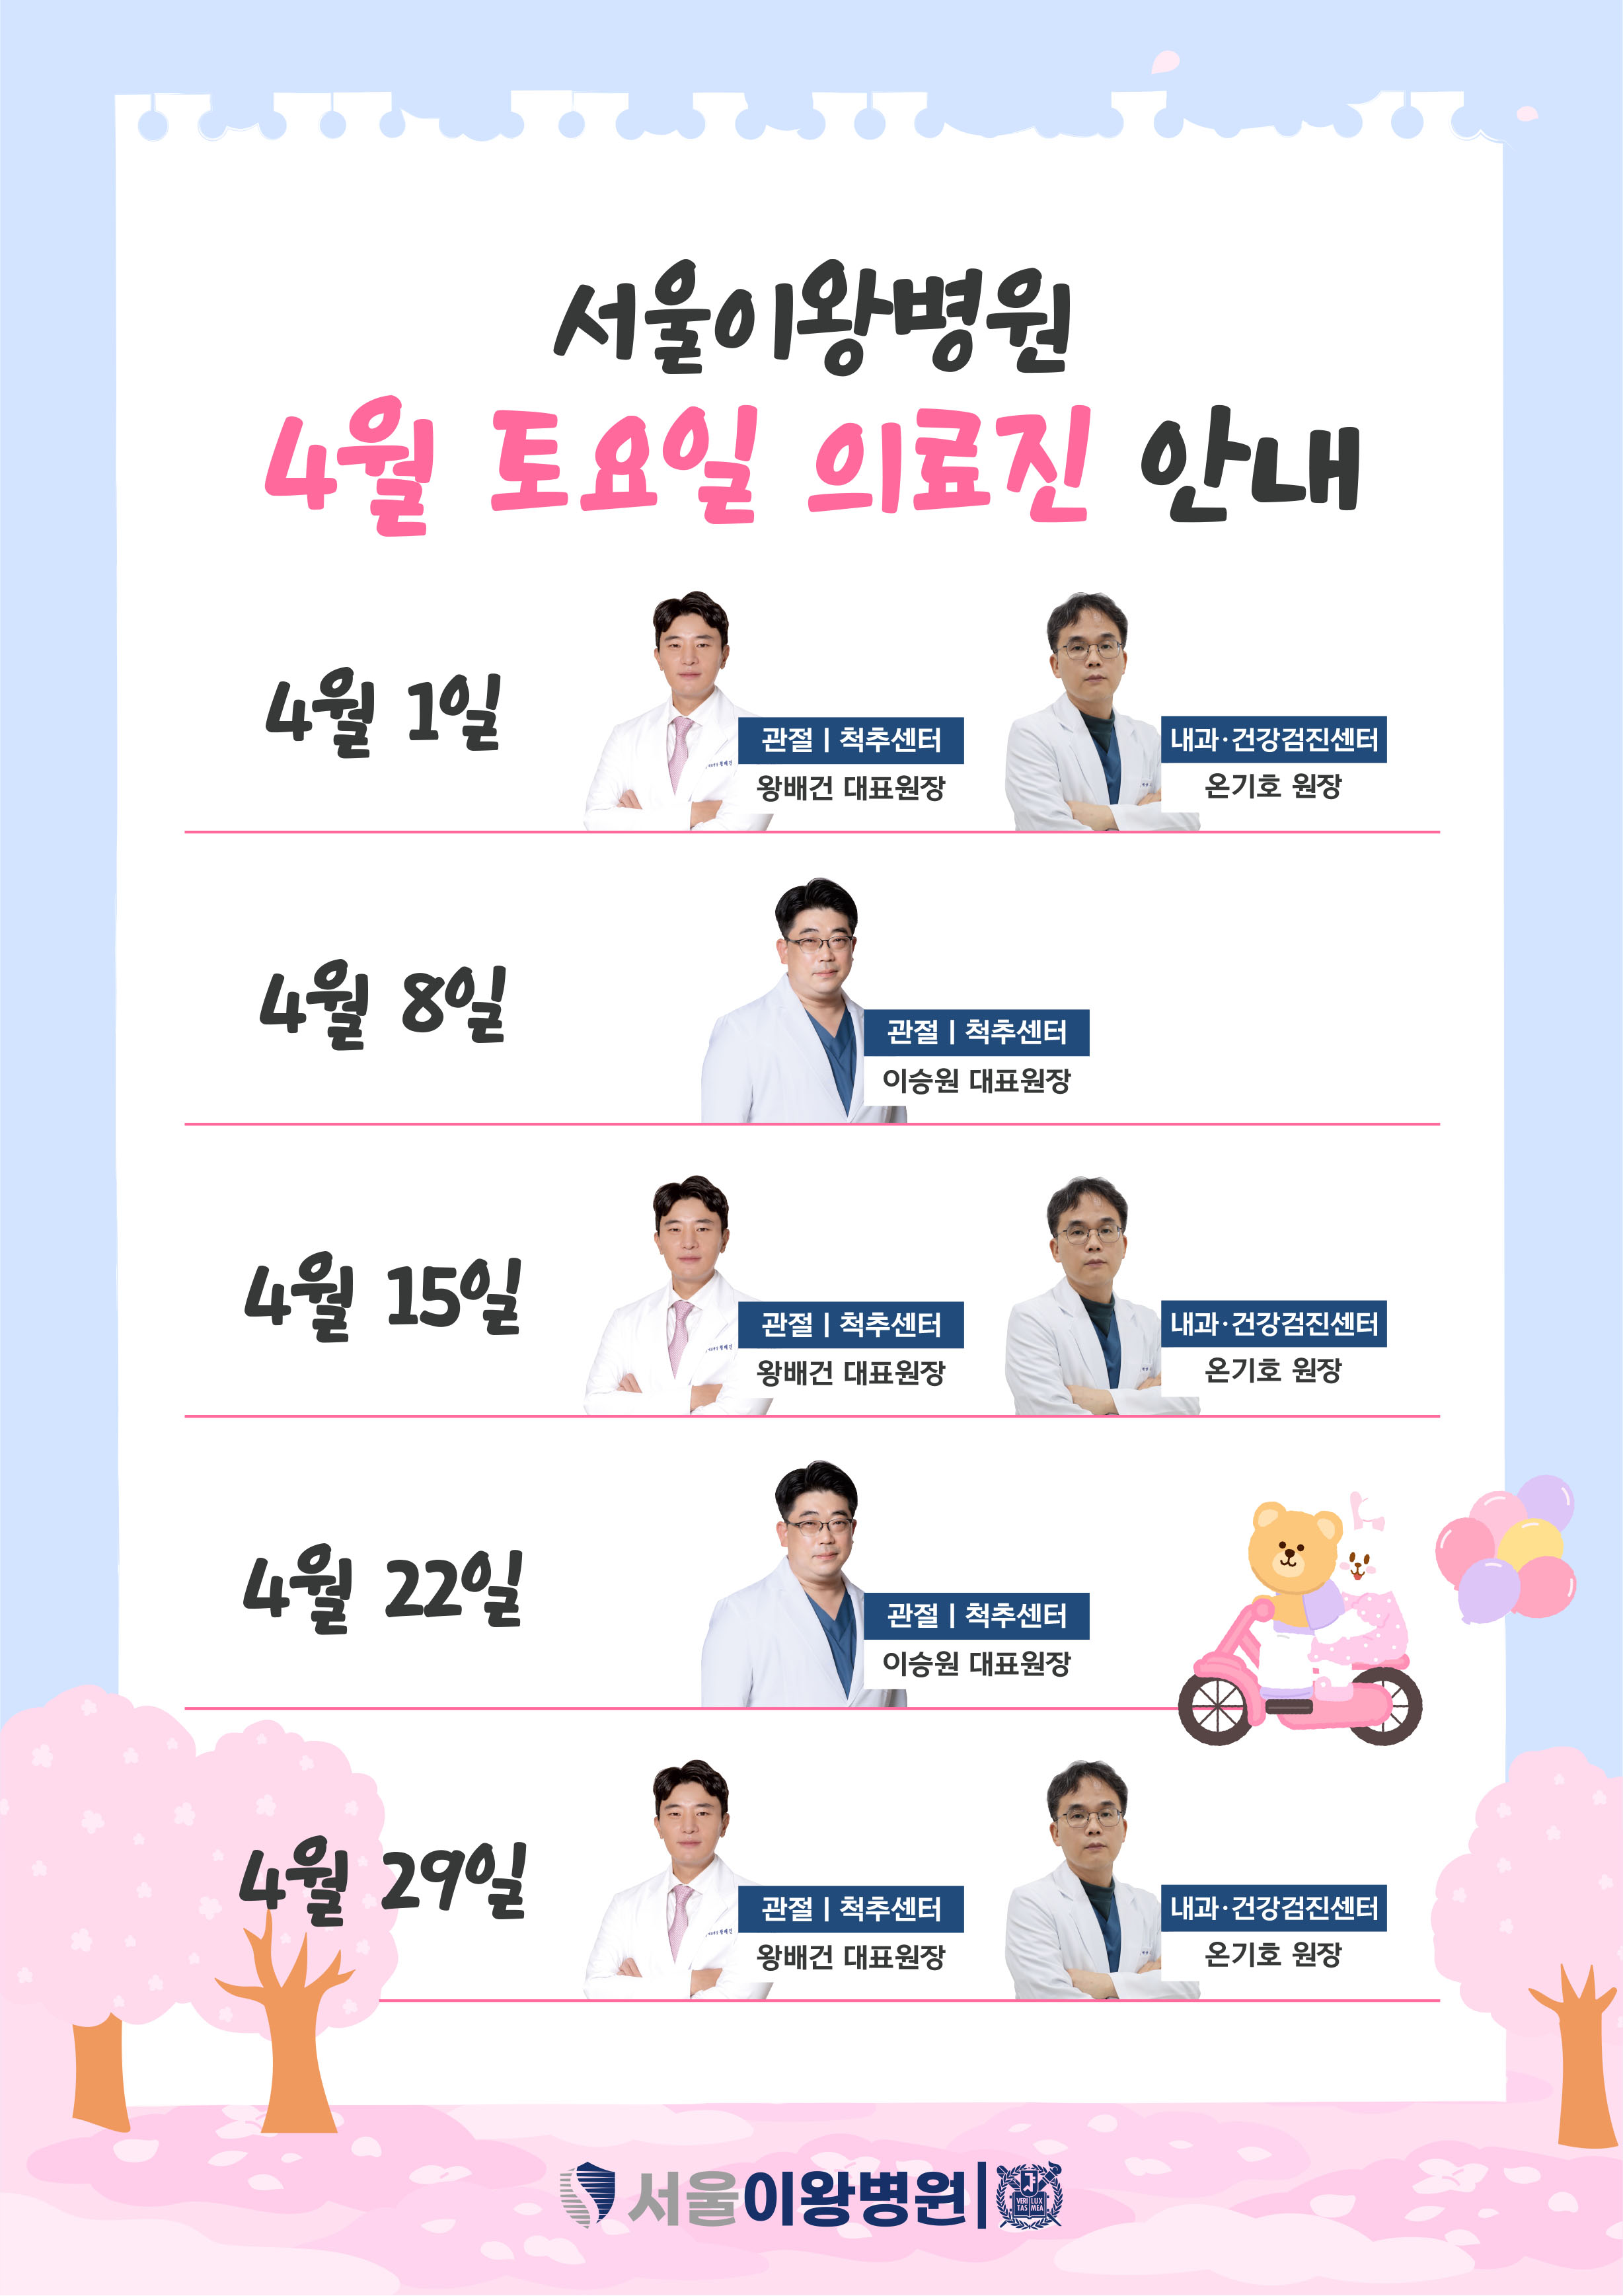 서울이왕병원
4월 토요일 의료진 안내
4월 1일
관절 | 척추센터
왕배건 대표원장
내과·건강검진센터
온기호 원장
4월 8일
관절 | 척추센터
이승원 대표원장
4월 15일
관절 | 척추센터
왕배건 대표원장
내과·건강검진센터
온기호 원장
4월 22일
관절 | 척추센터
이승원 대표원장
4월 29일
관절 | 척추센터
왕배건 대표원장
내과·건강검진센터
온기호 원장
서울이왕병원
VERI LUX
TAS MEA